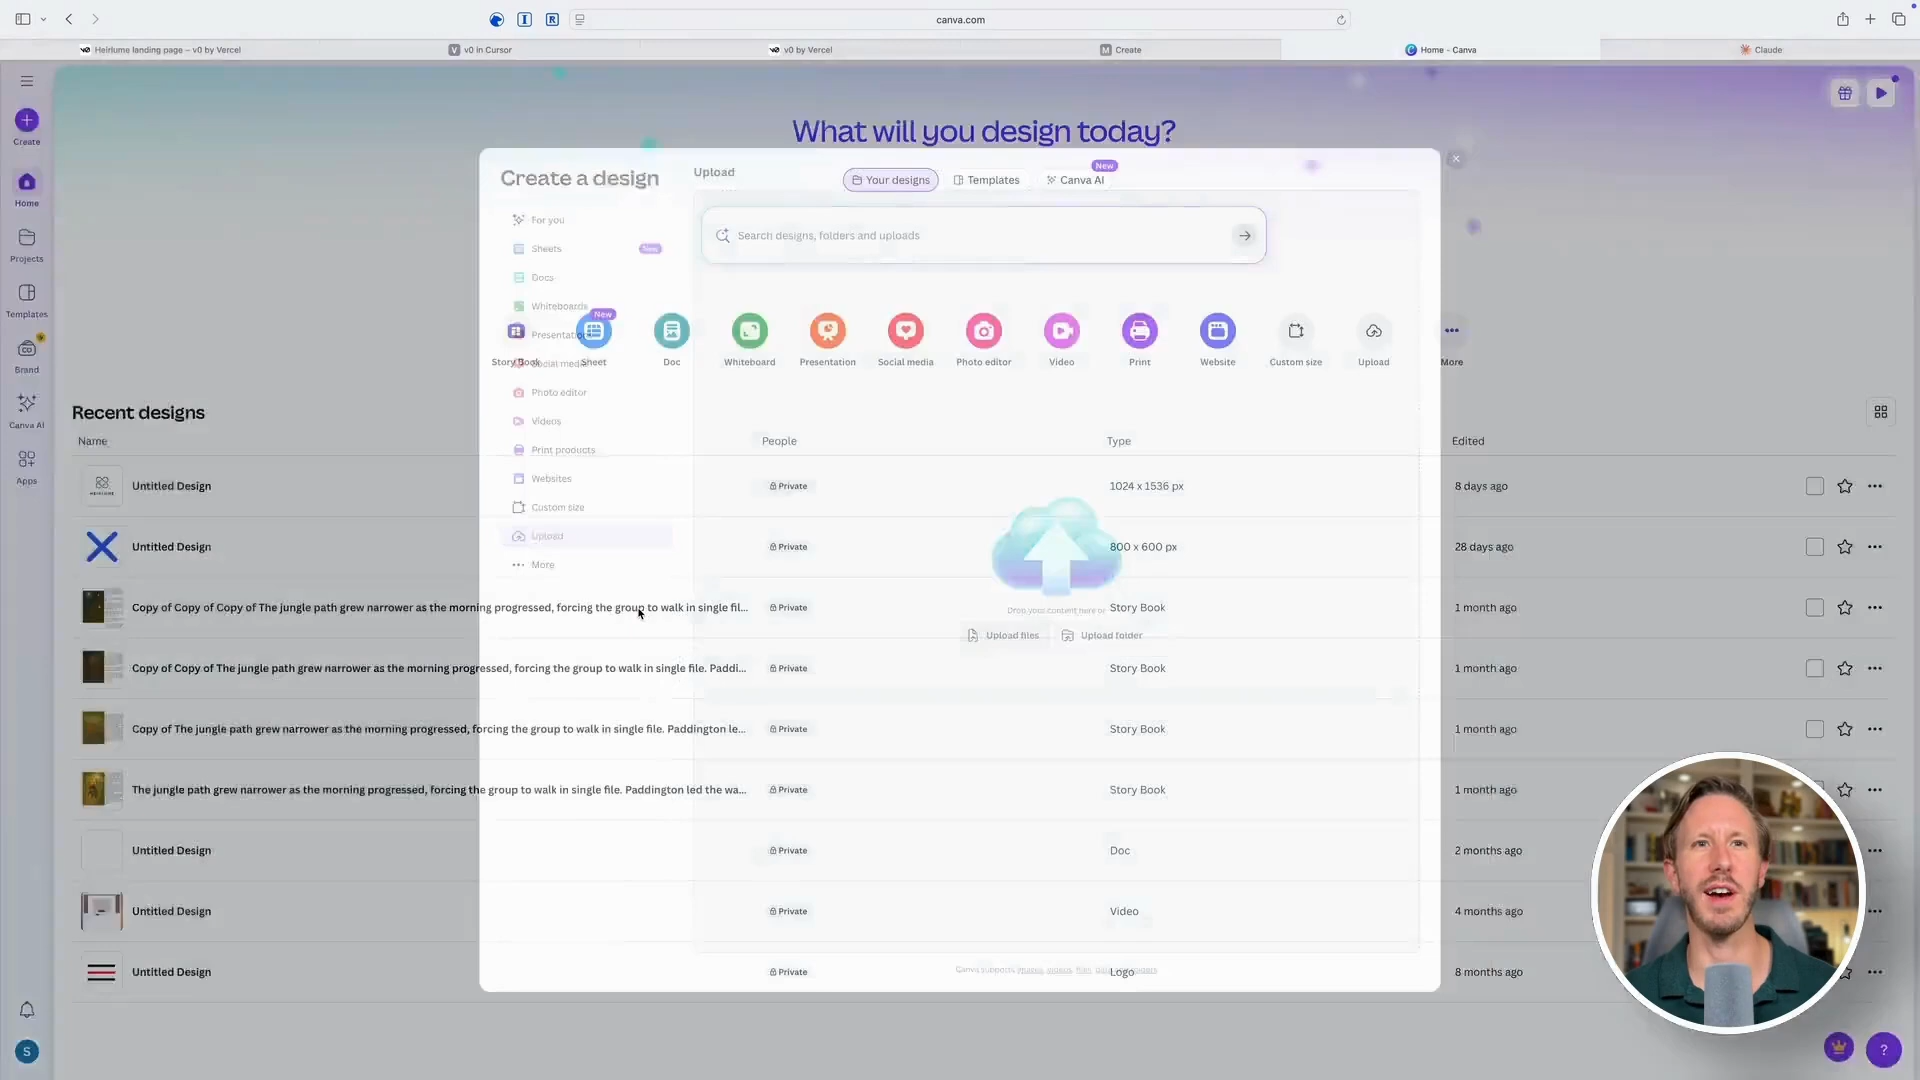 canva.com
Heirlume landing page – v0 by Vercel
v0 in Cursor
v0 by Vercel
Create
Home - Canva
Claude
Create
Home
Projects
Templates
Brand
Canva AI
Apps
S
What will you design today?
Create a design
Upload
Your designs
Templates
Canva AI
New
For you
Sheets
New
Docs
Whiteboards
Presentation
Social media
Photo editor
Videos
Print products
Websites
Custom size
Upload
More
Search designs, folders and uploads
Story Book
New
Sheet
Doc
Whiteboard
Presentation
Social media
Photo editor
Video
Print
Website
Custom size
Upload
More
Recent designs
Name
People
Type
Edited
Untitled Design
Private
1024 x 1536 px
8 days ago
Untitled Design
Private
800 x 600 px
28 days ago
Copy of Copy of Copy of The jungle path grew narrower as the morning progressed, forcing the group to walk in single fil...
Private
Story Book
1 month ago
Drop your content here or
Upload files
Upload folder
Copy of Copy of The jungle path grew narrower as the morning progressed, forcing the group to walk in single file. Paddi...
Private
Story Book
1 month ago
Copy of The jungle path grew narrower as the morning progressed, forcing the group to walk in single file. Paddington le...
Private
Story Book
1 month ago
The jungle path grew narrower as the morning progressed, forcing the group to walk in single file. Paddington led the wa...
Private
Story Book
1 month ago
Untitled Design
Private
Doc
2 months ago
Untitled Design
Private
Video
4 months ago
Untitled Design
Private
Logo
8 months ago
Canva supports images, videos,
?